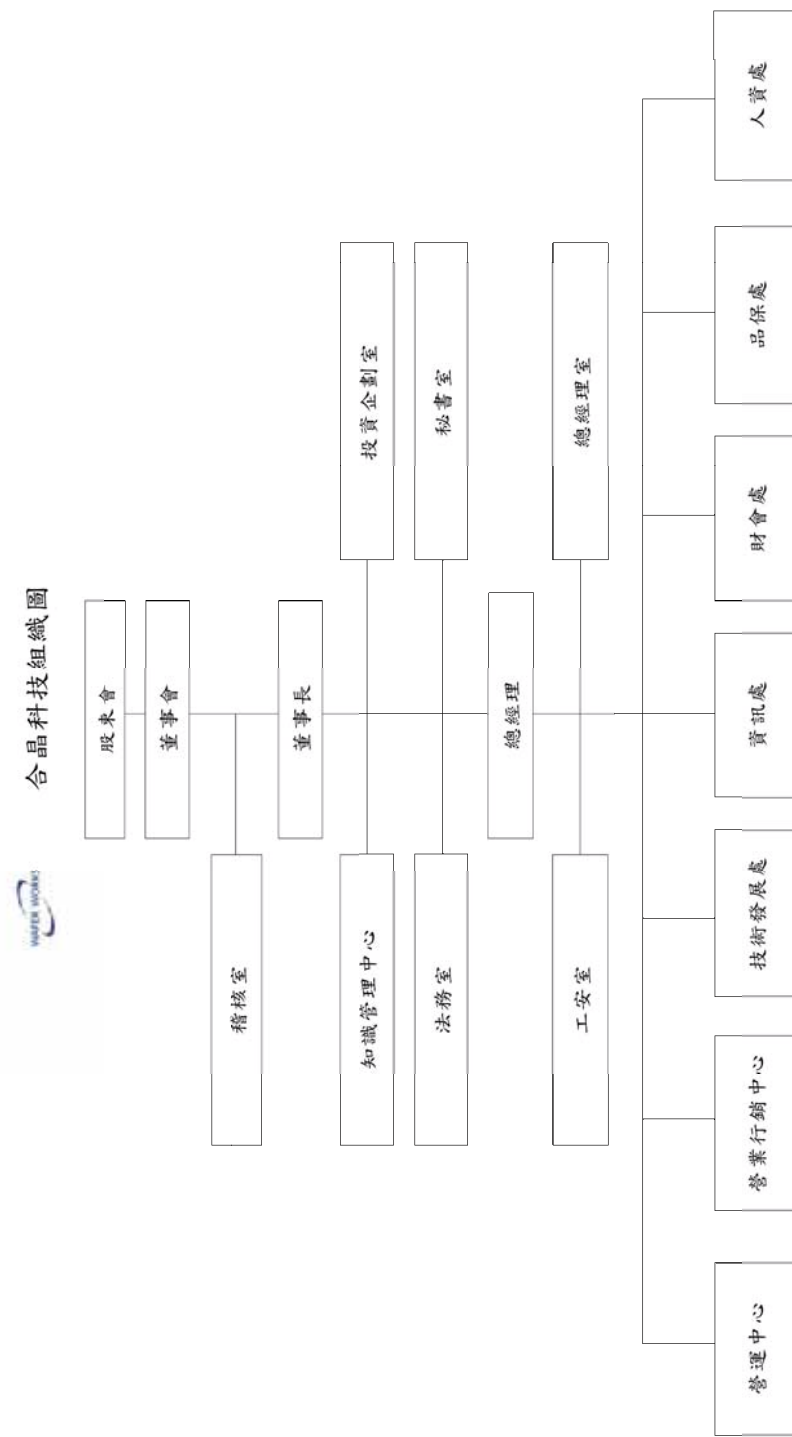 WAFER WORKS
合晶科技組織圖
股東會
董事會
稽核室
董事長
知識管理中心
投資企劃室
法務室
秘書室
總經理
工安室
總經理室
營運中心
營業行銷中心
技術發展處
資訊處
財會處
品保處
人資處